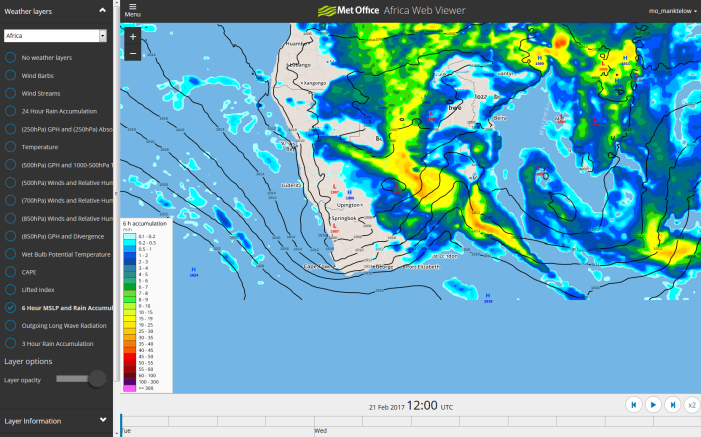 Weather layers
Menu
Met Office Africa Web Viewer
mo_manktelow
Africa
No weather layers
Wind Barbs
Wind Streams
24 Hour Rain Accumulation
(250hPa) GPH and (250hPa) Abso
Temperature
(500hPa) GPH and 1000-500hPa T
(500hPa) Winds and Relative Hum
(700hPa) Winds and Relative Hum
(850hPa) Winds and Relative Hum
(850hPa) GPH and Divergence
Wet Bulb Potential Temperature
CAPE
Lifted Index
6 Hour MSLP and Rain Accumul
Outgoing Long Wave Radiation
3 Hour Rain Accumulation
Layer options
Layer opacity
Layer Information
+
−
Huambo
Lubango
Xangongo
Beira
Luderitz
Upington
Springbok
George
Port Elizabeth
H
1024
6 h accumulation
mm
0.1 - 0.2
0.2 - 0.5
0.5 - 1
1 - 2
2 - 3
3 - 4
4 - 5
5 - 6
6 - 7
7 - 8
8 - 9
9 - 10
10 - 15
15 - 19
19 - 25
25 - 30
30 - 35
35 - 40
40 - 45
45 - 50
50 - 55
55 - 60
60 - 100
100 - 300
>= 300
21 Feb 2017 12:00 UTC
x2
Tue
Wed